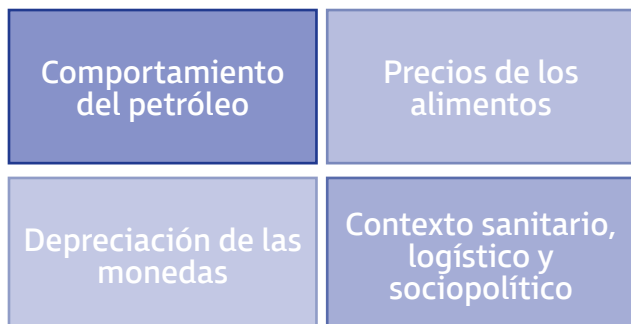 Comportamiento
del petróleo
Precios de los
alimentos
Depreciación de las
monedas
Contexto sanitario,
logístico y
sociopolítico